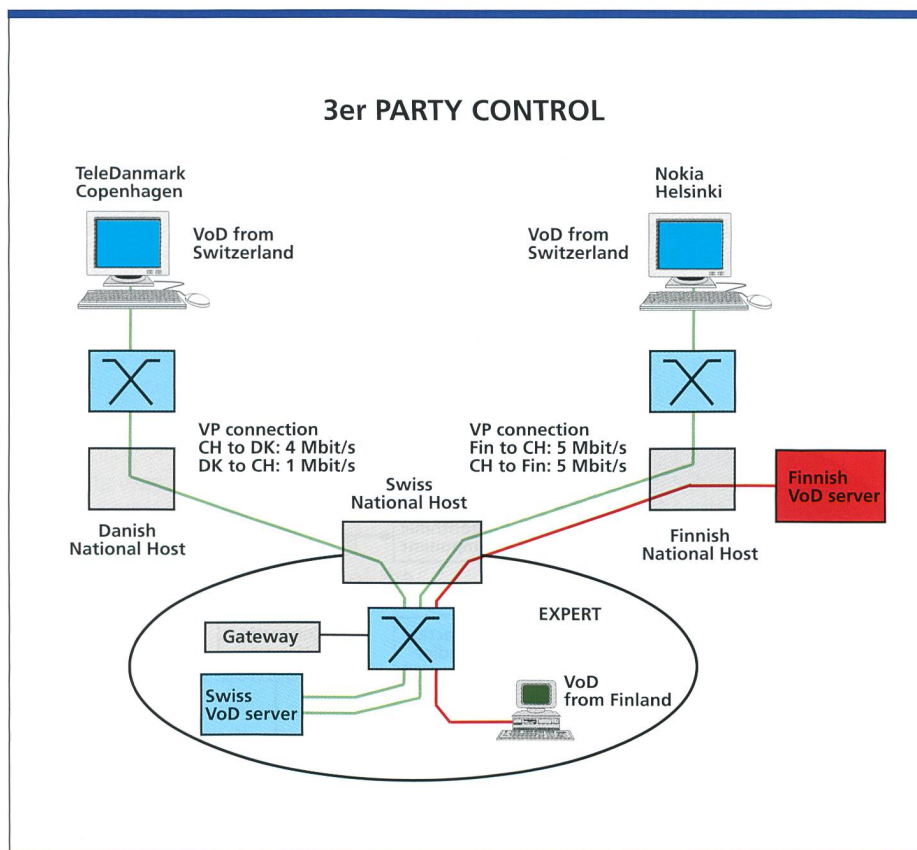 3er PARTY CONTROL
TeleDanmark
Copenhagen
VoD from
Switzerland
Nokia
Helsinki
VoD from
Switzerland
VP connection
CH to DK: 4 Mbit/s
DK to CH: 1 Mbit/s
VP connection
Fin to CH: 5 Mbit/s
CH to Fin: 5 Mbit/s
Danish
National Host
Swiss
National Host
Finnish
National Host
Finnish
VoD server
EXPERT
Gateway
Swiss
VoD server
VoD
from Finland